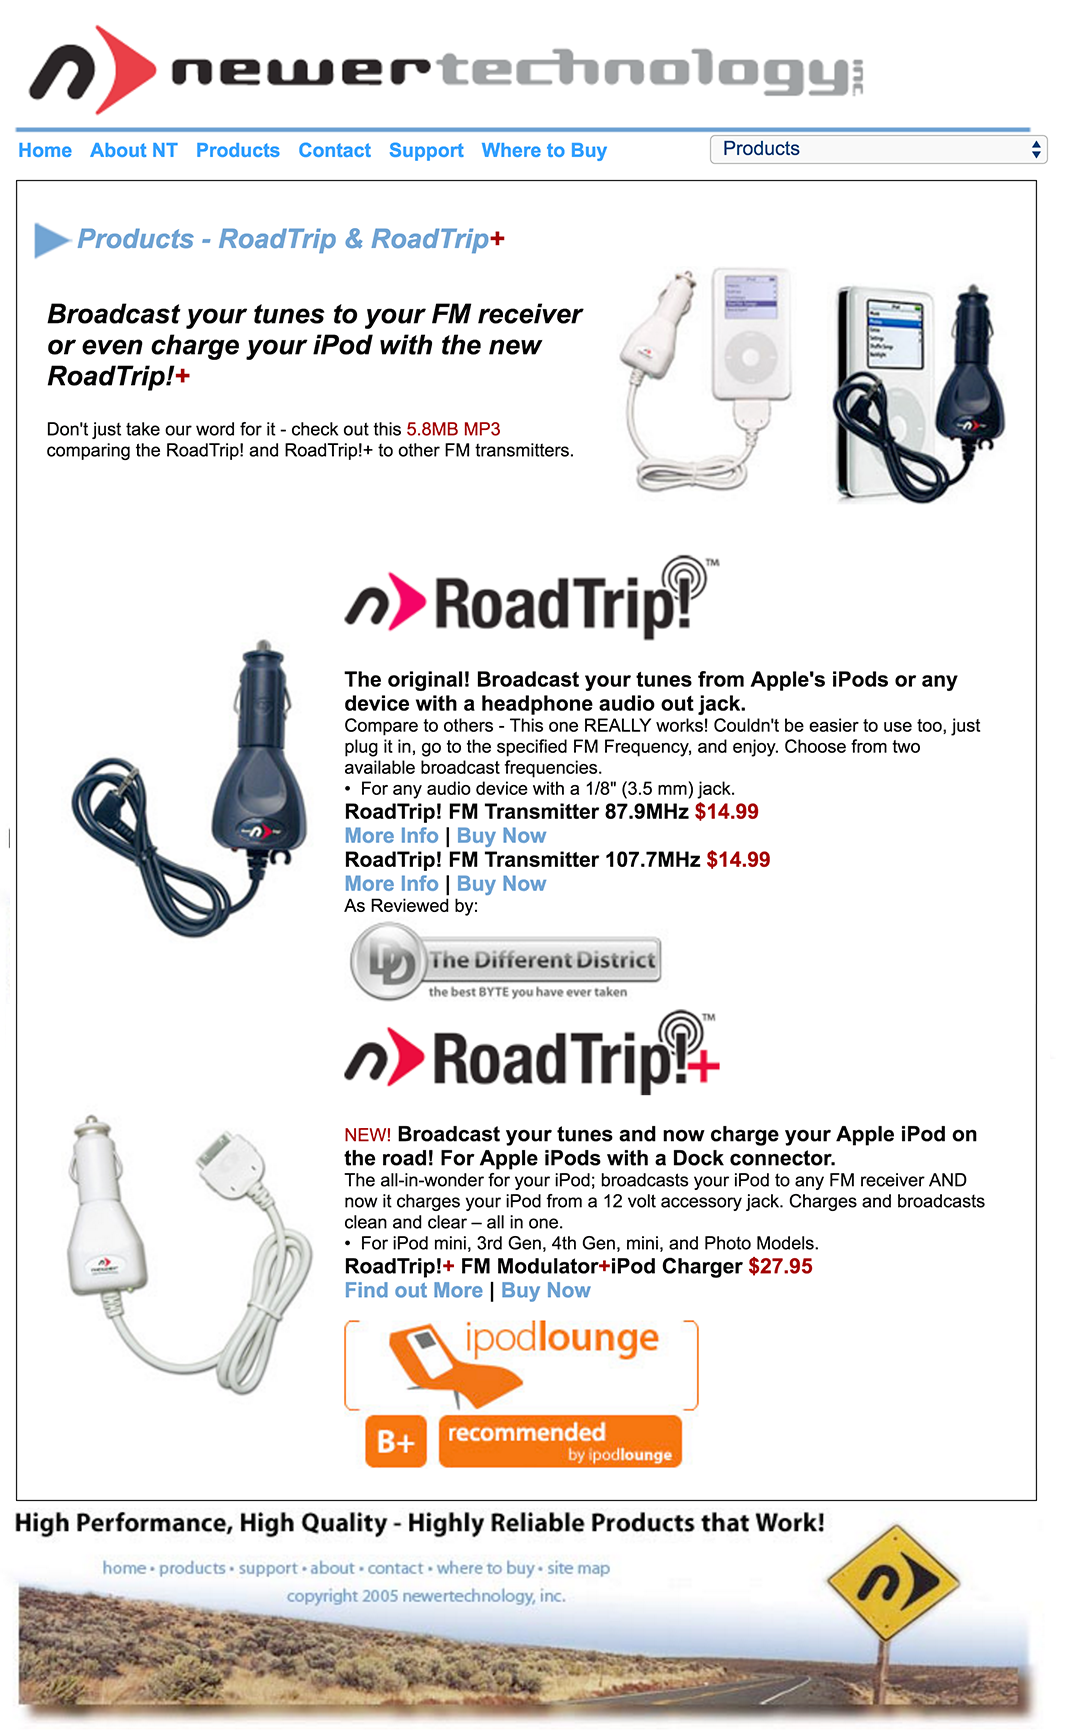 newertechnology inc.
Home About NT Products Contact Support Where to Buy Products
Products - RoadTrip & RoadTrip+
Broadcast your tunes to your FM receiver
or even charge your iPod with the new
RoadTrip!+
Don't just take our word for it - check out this 5.8MB MP3
comparing the RoadTrip! and RoadTrip!+ to other FM transmitters.
RoadTrip! TM
The original! Broadcast your tunes from Apple's iPods or any
device with a headphone audio out jack.
Compare to others - This one REALLY works! Couldn't be easier to use too, just
plug it in, go to the specified FM Frequency, and enjoy. Choose from two
available broadcast frequencies.
• For any audio device with a 1/8" (3.5 mm) jack.
RoadTrip! FM Transmitter 87.9MHz $14.99
More Info | Buy Now
RoadTrip! FM Transmitter 107.7MHz $14.99
More Info | Buy Now
As Reviewed by:
DD The Different District
the best BYTE you have ever taken
RoadTrip!+ TM
NEW! Broadcast your tunes and now charge your Apple iPod on
the road! For Apple iPods with a Dock connector.
The all-in-wonder for your iPod; broadcasts your iPod to any FM receiver AND
now it charges your iPod from a 12 volt accessory jack. Charges and broadcasts
clean and clear – all in one.
• For iPod mini, 3rd Gen, 4th Gen, mini, and Photo Models.
RoadTrip!+ FM Modulator+iPod Charger $27.95
Find out More | Buy Now
ipodlounge
B+ recommended
by ipodlounge
High Performance, High Quality - Highly Reliable Products that Work!
home • products • support • about • contact • where to buy • site map
copyright 2005 newertechnology, inc.